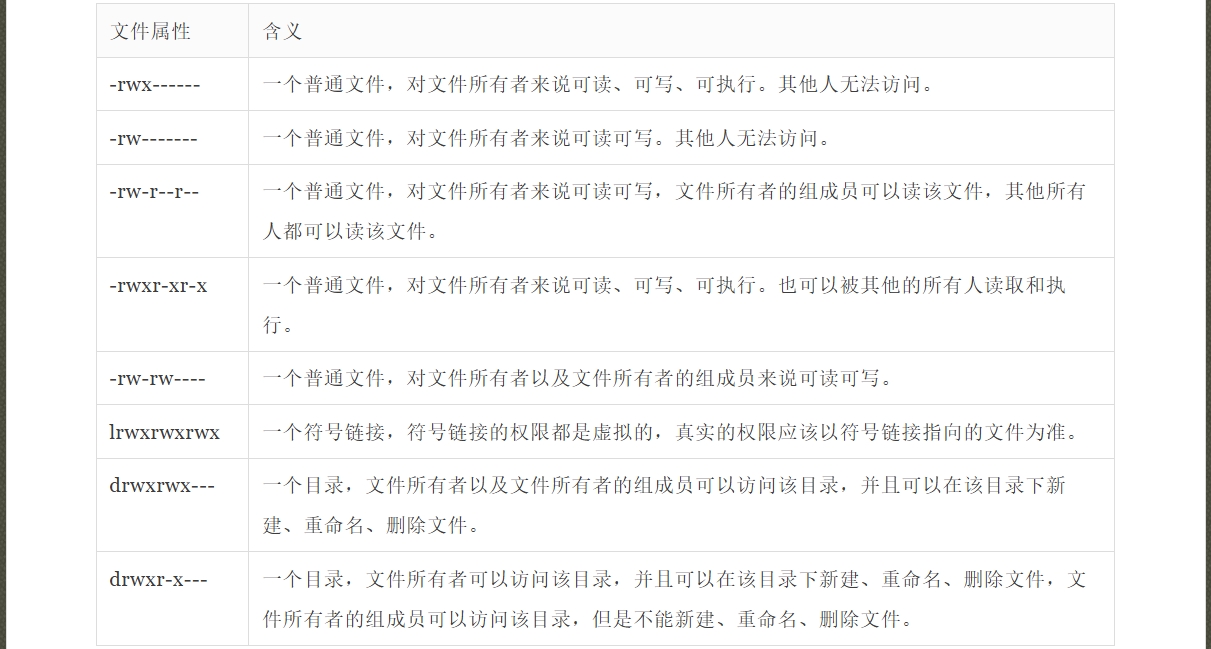 文件属性 含义
-rwx------ 一个普通文件，对文件所有者来说可读、可写、可执行。其他人无法访问。
-rw------- 一个普通文件，对文件所有者来说可读可写。其他人无法访问。
-rw-r--r-- 一个普通文件，对文件所有者来说可读可写，文件所有者的组成员可以读该文件，其他所有
人都可以读该文件。
-rwxr-xr-x 一个普通文件，对文件所有者来说可读、可写、可执行。也可以被其他的所有人读取和执
行。
-rw-rw---- 一个普通文件，对文件所有者以及文件所有者的组成员来说可读可写。
lrwxrwxrwx 一个符号链接，符号链接的权限都是虚拟的，真实的权限应该以符号链接指向的文件为准。
drwxrwx--- 一个目录，文件所有者以及文件所有者的组成员可以访问该目录，并且可以在该目录下新
建、重命名、删除文件。
drwxr-x--- 一个目录，文件所有者可以访问该目录，并且可以在该目录下新建、重命名、删除文件，文
件所有者的组成员可以访问该目录，但是不能新建、重命名、删除文件。